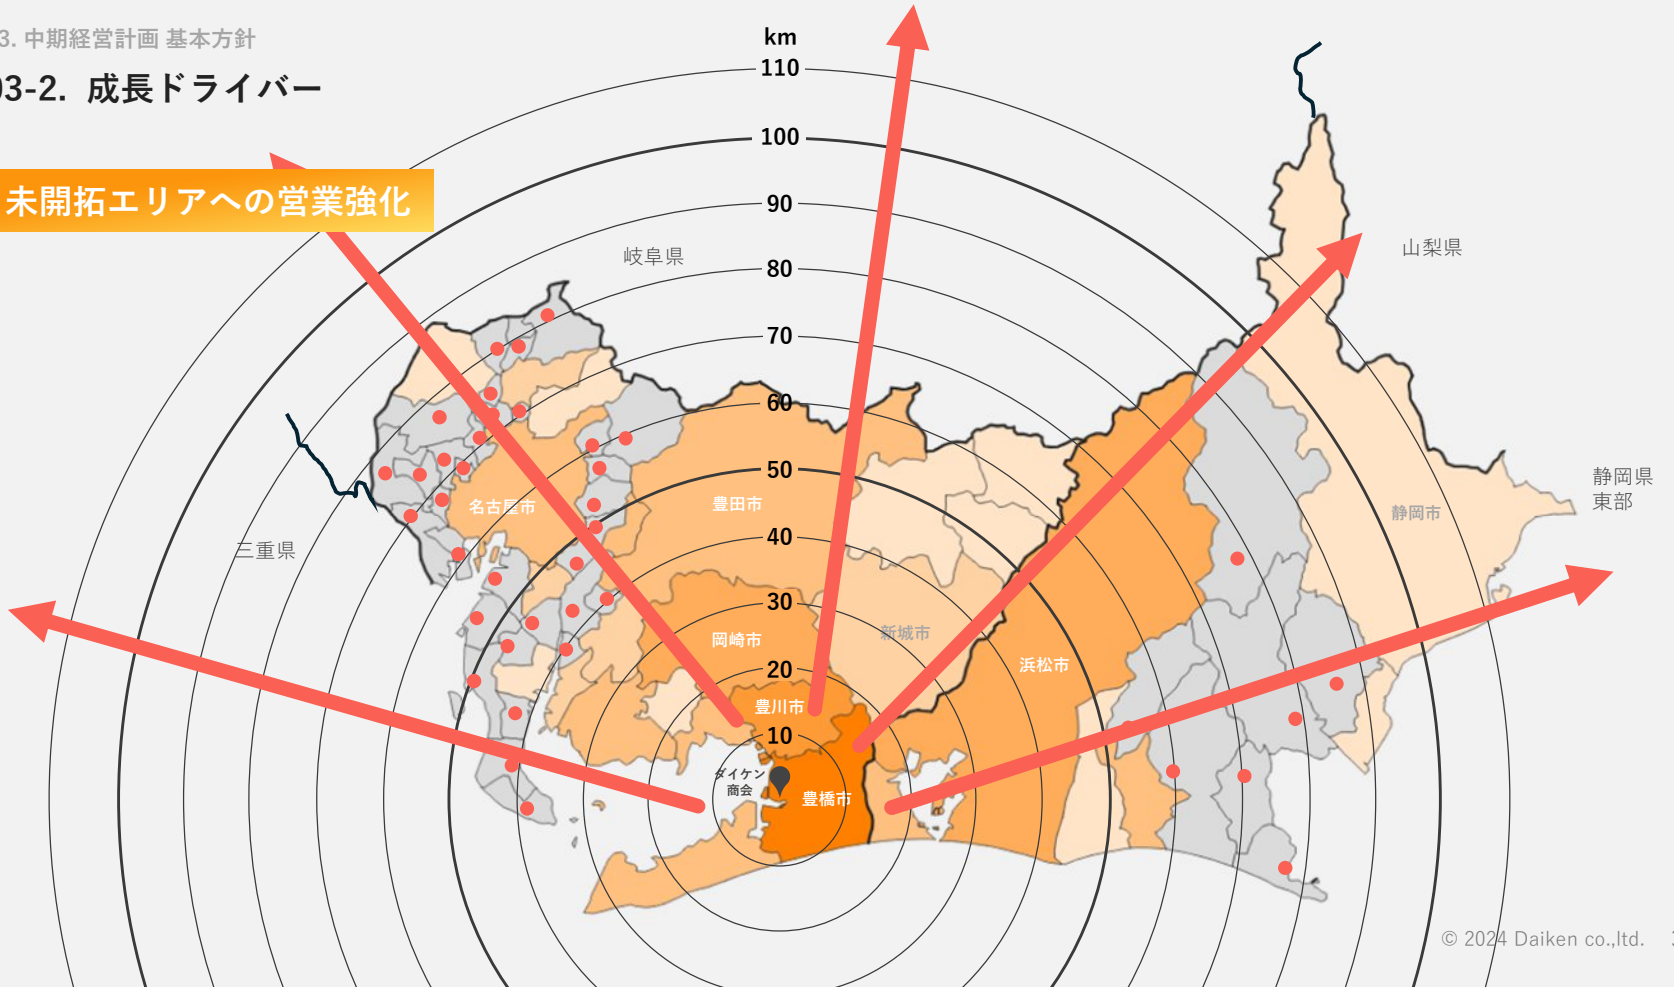 3. 中期経営計画 基本方針
03-2. 成長ドライバー
未開拓エリアへの営業強化
km
110
100
90
80
70
60
50
40
30
20
10
岐阜県
山梨県
静岡県
東部
三重県
名古屋市
豊田市
静岡市
岡崎市
新城市
浜松市
豊川市
ダイケン
商会
豊橋市
© 2024 Daiken co.,ltd.